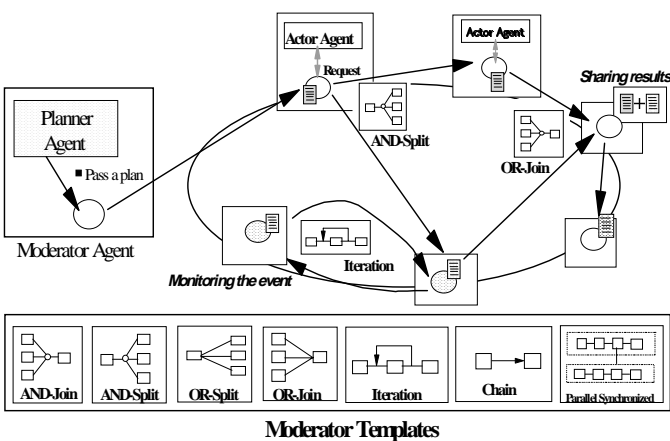 Actor Agent
Actor Agent
Request
Sharing results
Planner
Agent
AND-Split
OR-Join
■ Pass a plan
Moderator Agent
Iteration
Monitoring the event
AND-Join
AND-Split
OR-Split
OR-Join
Iteration
Chain
Parallel Synchronized
Moderator Templates